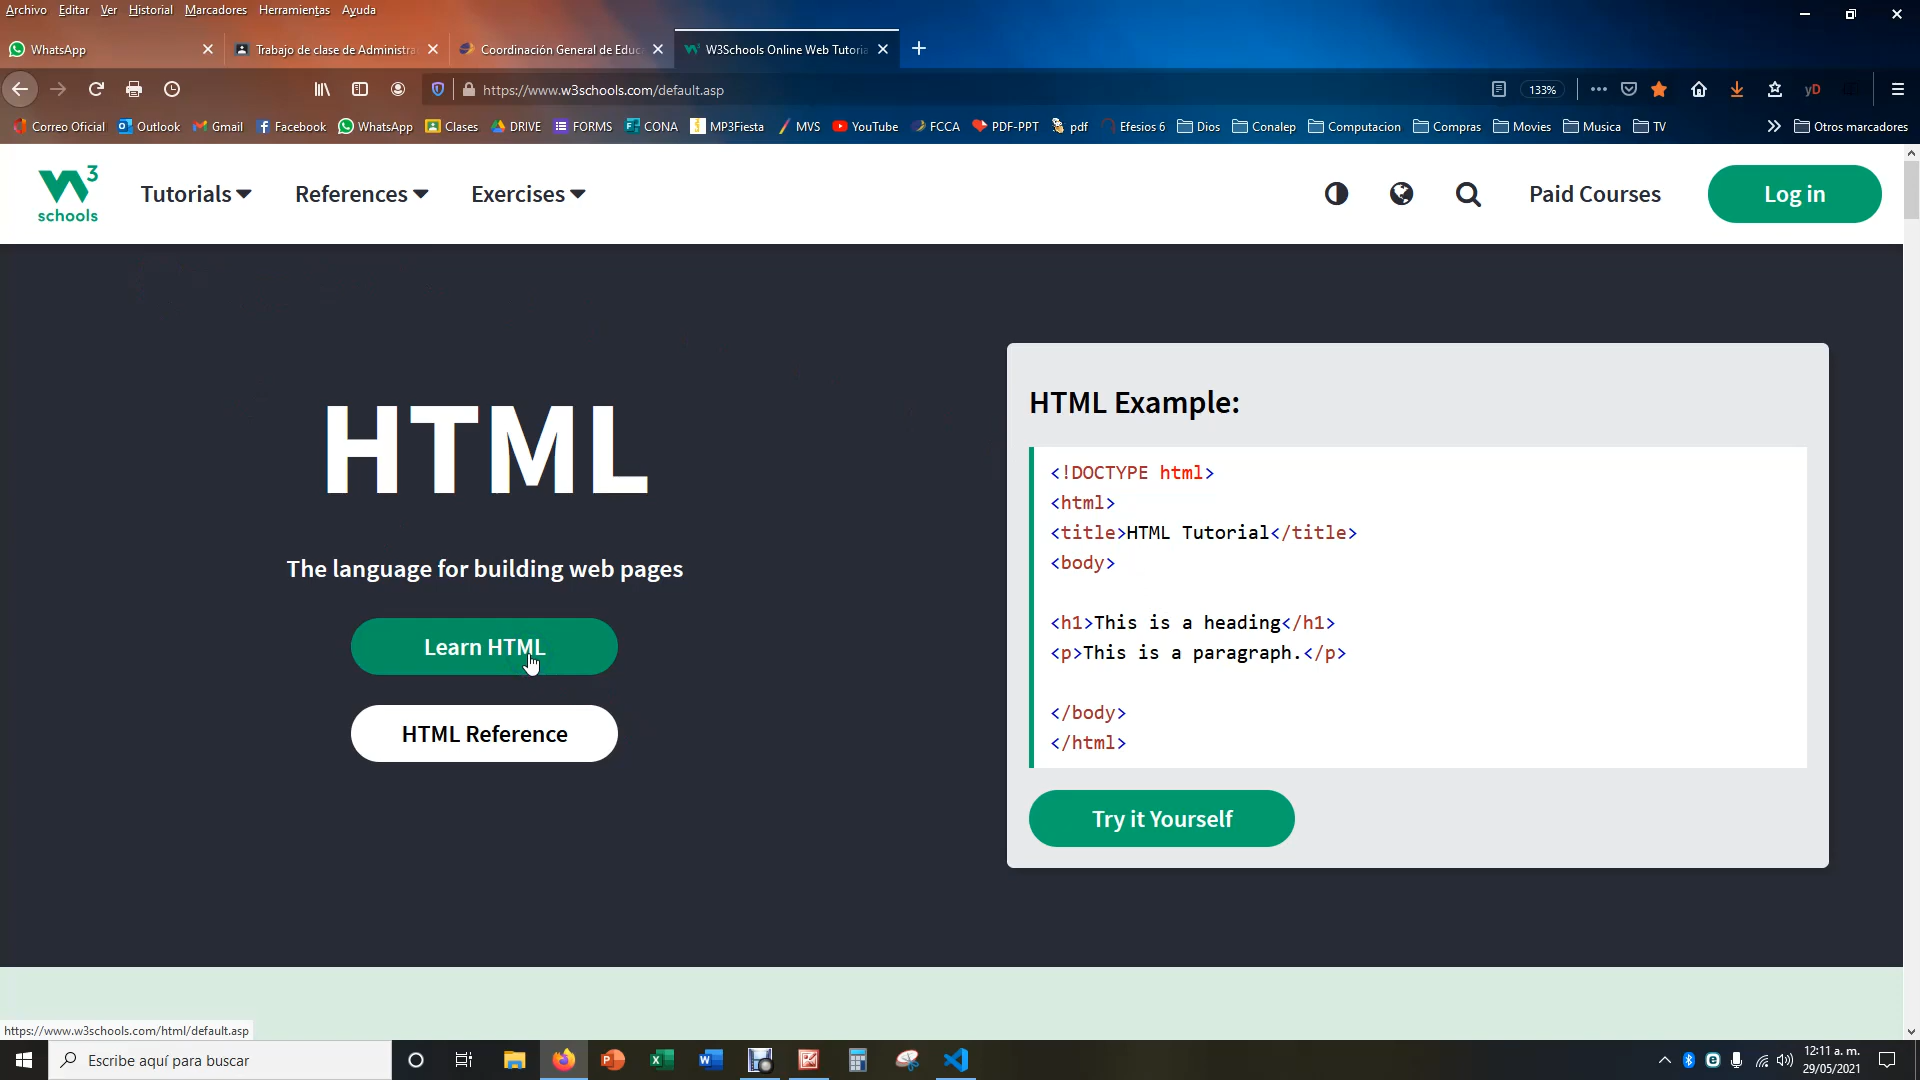 Archivo Editar Ver Historial Marcadores Herramientas Ayuda
WhatsApp
Trabajo de clase de Administra
Coordinación General de Educ
W3Schools Online Web Tutoria
https://www.w3schools.com/default.asp
133%
yD
Correo Oficial Outlook Gmail Facebook WhatsApp Clases DRIVE FORMS CONA MP3Fiesta MVS YouTube FCCA PDF-PPT pdf Efesios 6 Dios Conalep Computacion Compras Movies Musica TV Otros marcadores
W3 schools
Tutorials References Exercises
Paid Courses Log in
HTML
The language for building web pages
Learn HTML
HTML Reference
HTML Example:
<!DOCTYPE html>
<html>
<title>HTML Tutorial</title>
<body>
<h1>This is a heading</h1>
<p>This is a paragraph.</p>
</body>
</html>
Try it Yourself
https://www.w3schools.com/html/default.asp
Escribe aquí para buscar
12:11 a. m.
29/05/2021